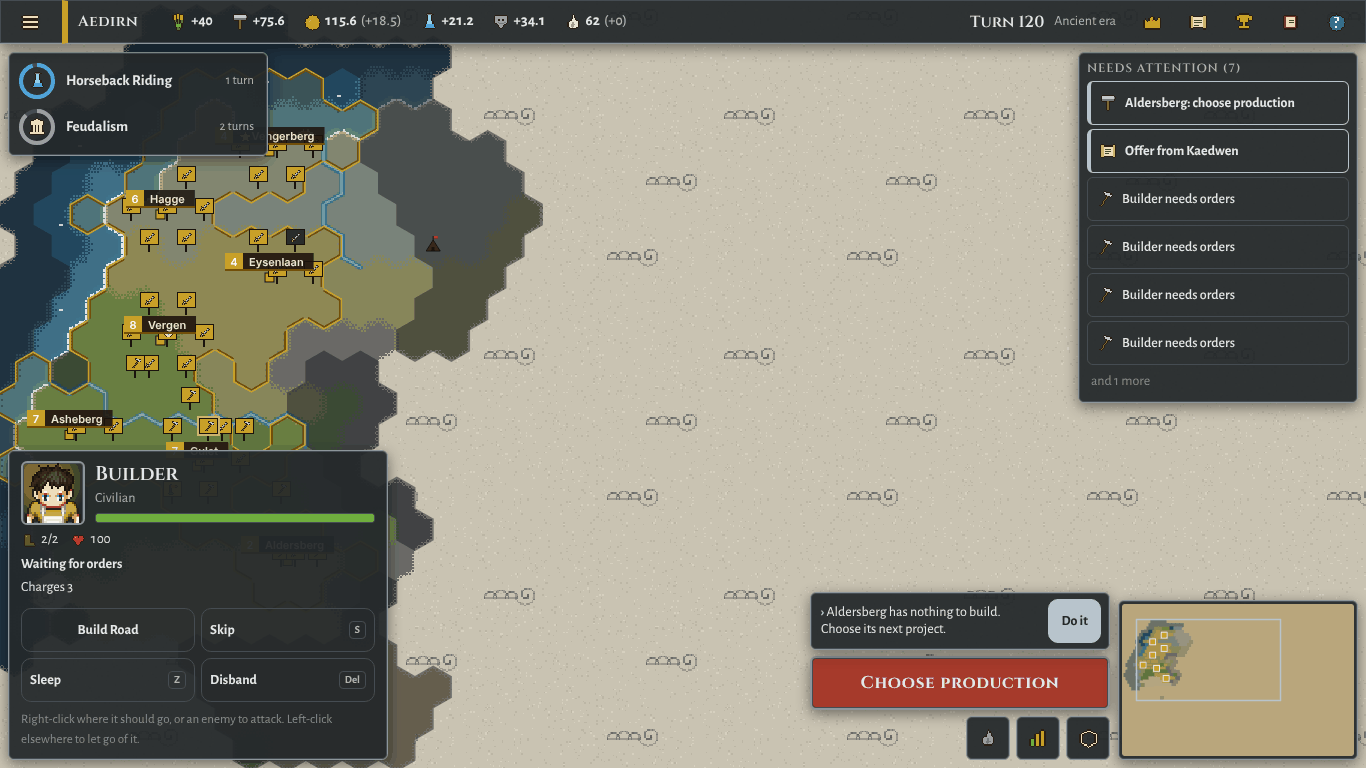 AEDIRN
+40
+75.6
115.6 (+18.5)
+21.2
+34.1
62 (+0)
TURN 120 Ancient era
Horseback Riding 1 turn
Feudalism 2 turns
6 Hagge
4 Eysenlaan
8 Vergen
7 Asheberg
BUILDER
Civilian
2/2 100
Waiting for orders
Charges 3
Build Road
Skip S
Sleep Z
Disband Del
Right-click where it should go, or an enemy to attack. Left-click
elsewhere to let go of it.
NEEDS ATTENTION (7)
Aldersberg: choose production
Offer from Kaedwen
Builder needs orders
Builder needs orders
Builder needs orders
Builder needs orders
and 1 more
› Aldersberg has nothing to build.
Choose its next project.
Do it
CHOOSE PRODUCTION
Aldersberg